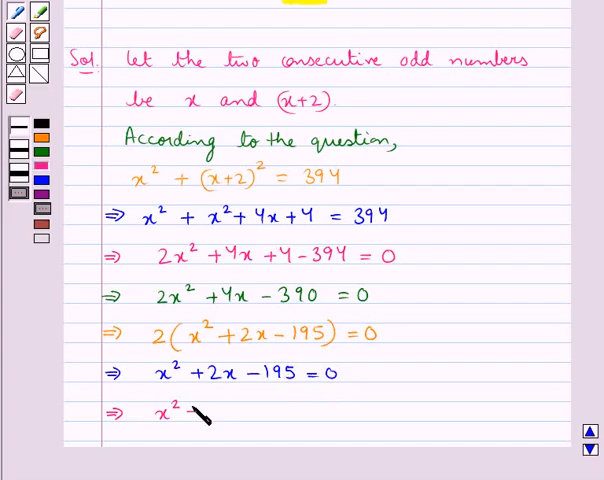 Sol. let the two consecutive odd numbers
be x and (x+2).
According to the question,
x² + (x+2)² = 394
⇒ x² + x² + 4x + 4 = 394
⇒ 2x² + 4x + 4 - 394 = 0
⇒ 2x² + 4x - 390 = 0
⇒ 2(x² + 2x - 195) = 0
⇒ x² + 2x - 195 = 0
⇒ x² -